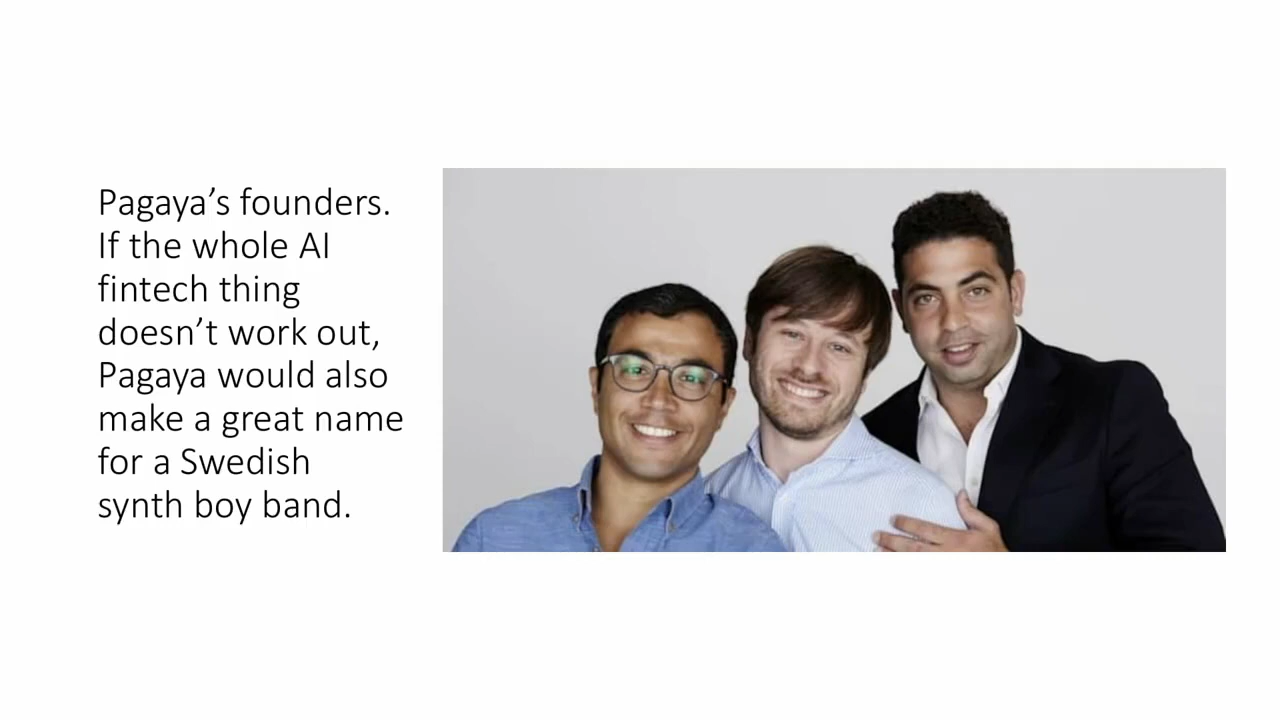 Pagaya’s founders.
If the whole AI
fintech thing
doesn’t work out,
Pagaya would also
make a great name
for a Swedish
synth boy band.